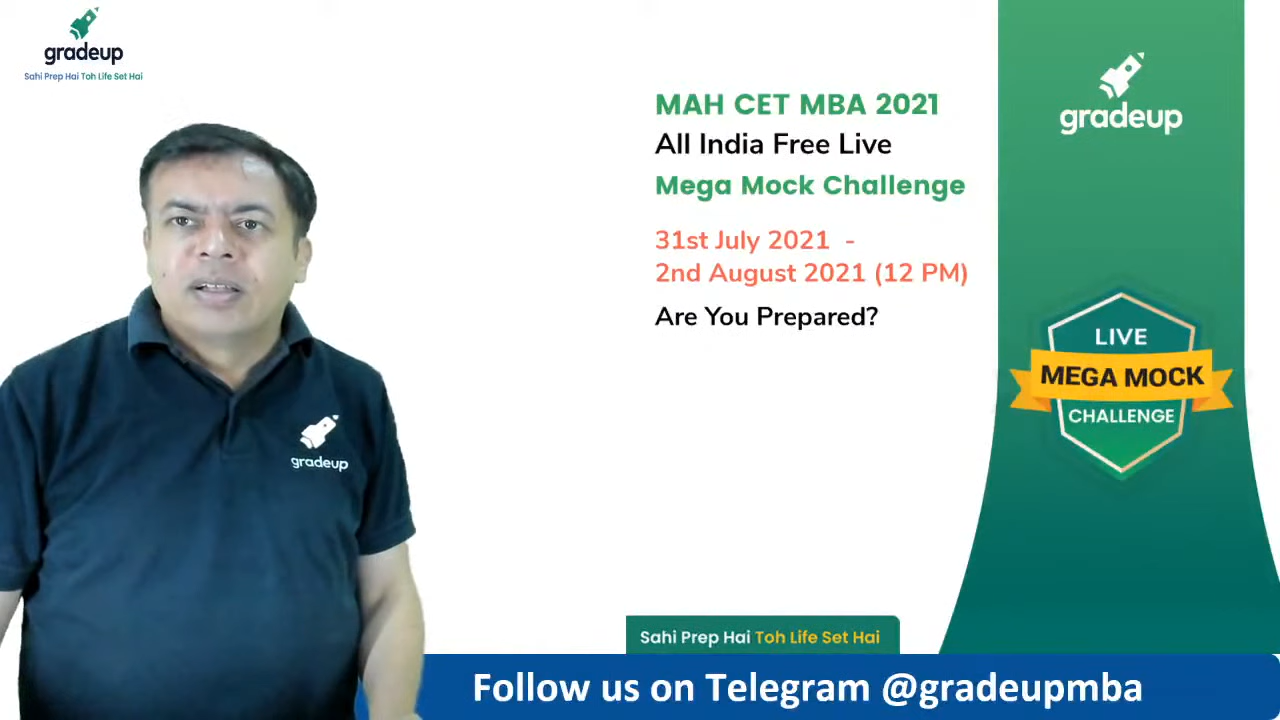 gradeup
Sahi Prep Hai Toh Life Set Hai
MAH CET MBA 2021
All India Free Live
Mega Mock Challenge
31st July 2021 -
2nd August 2021 (12 PM)
Are You Prepared?
gradeup
LIVE
MEGA MOCK
CHALLENGE
gradeup
Sahi Prep Hai Toh Life Set Hai
Follow us on Telegram @gradeupmba